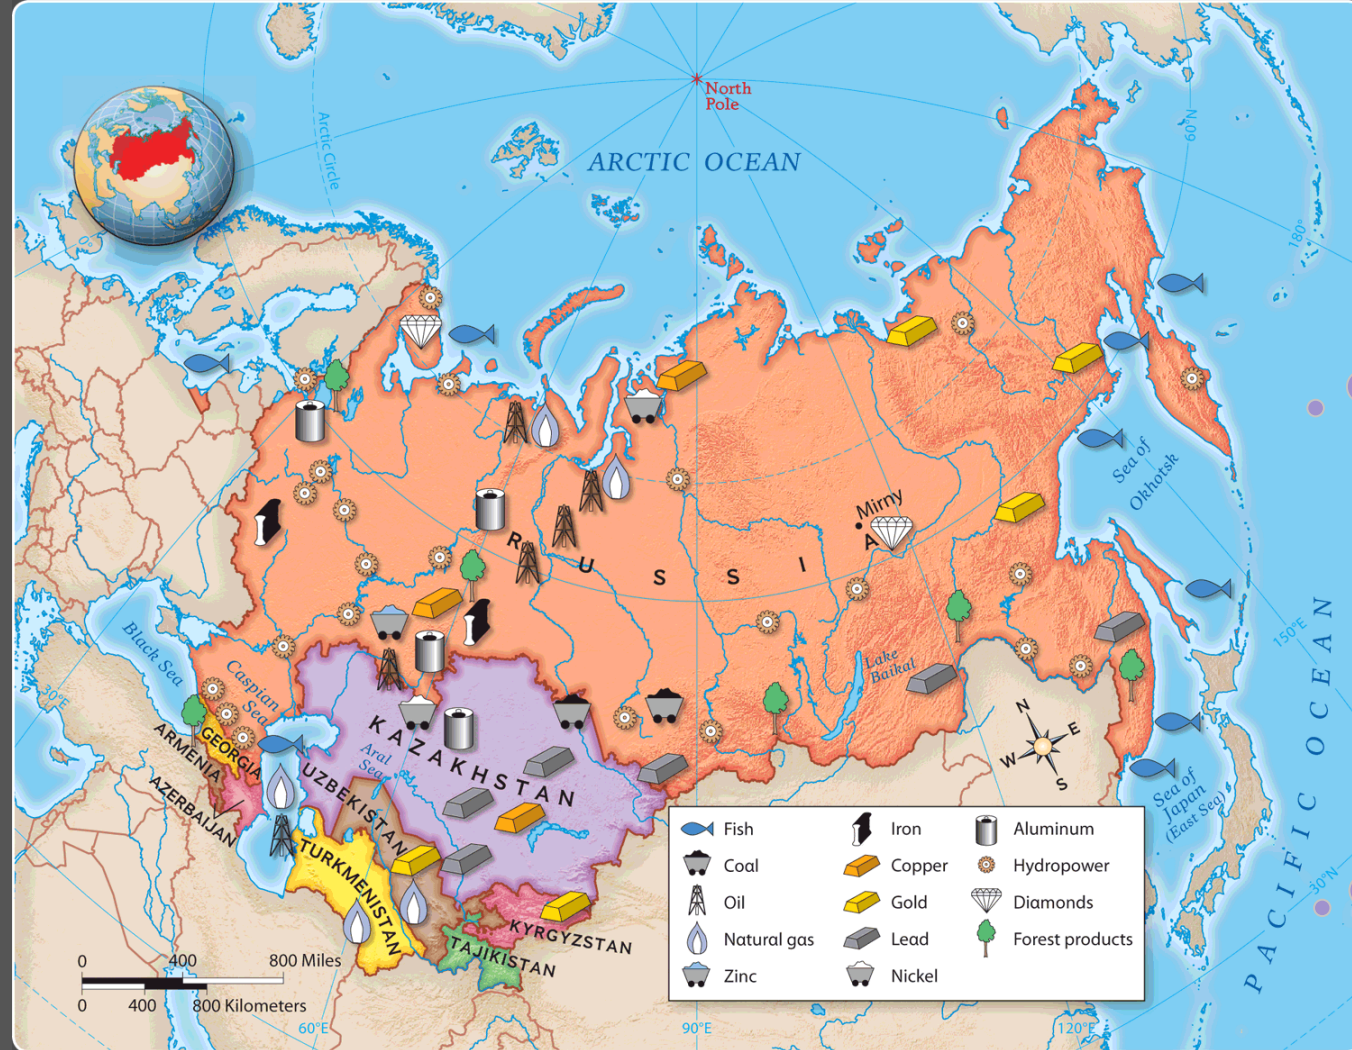 North
Pole
ARCTIC OCEAN
Arctic Circle
0°
60°N
180°
Sea of
Okhotsk
Mirny
RUSSIA
Lake
Baikal
Black Sea
Caspian
Sea
30°E
GEORGIA
ARMENIA
AZERBAIJAN
KAZAKHSTAN
Aral
Sea
UZBEKISTAN
TURKMENISTAN
KYRGYZSTAN
TAJIKISTAN
N
E
W
S
150°E
PACIFIC OCEAN
Sea of
Japan
(East Sea)
30°N
Fish
Iron
Aluminum
Coal
Copper
Hydropower
Oil
Gold
Diamonds
Natural gas
Lead
Forest products
Zinc
Nickel
0 400 800 Miles
0 400 800 Kilometers
60°E
90°E
120°E